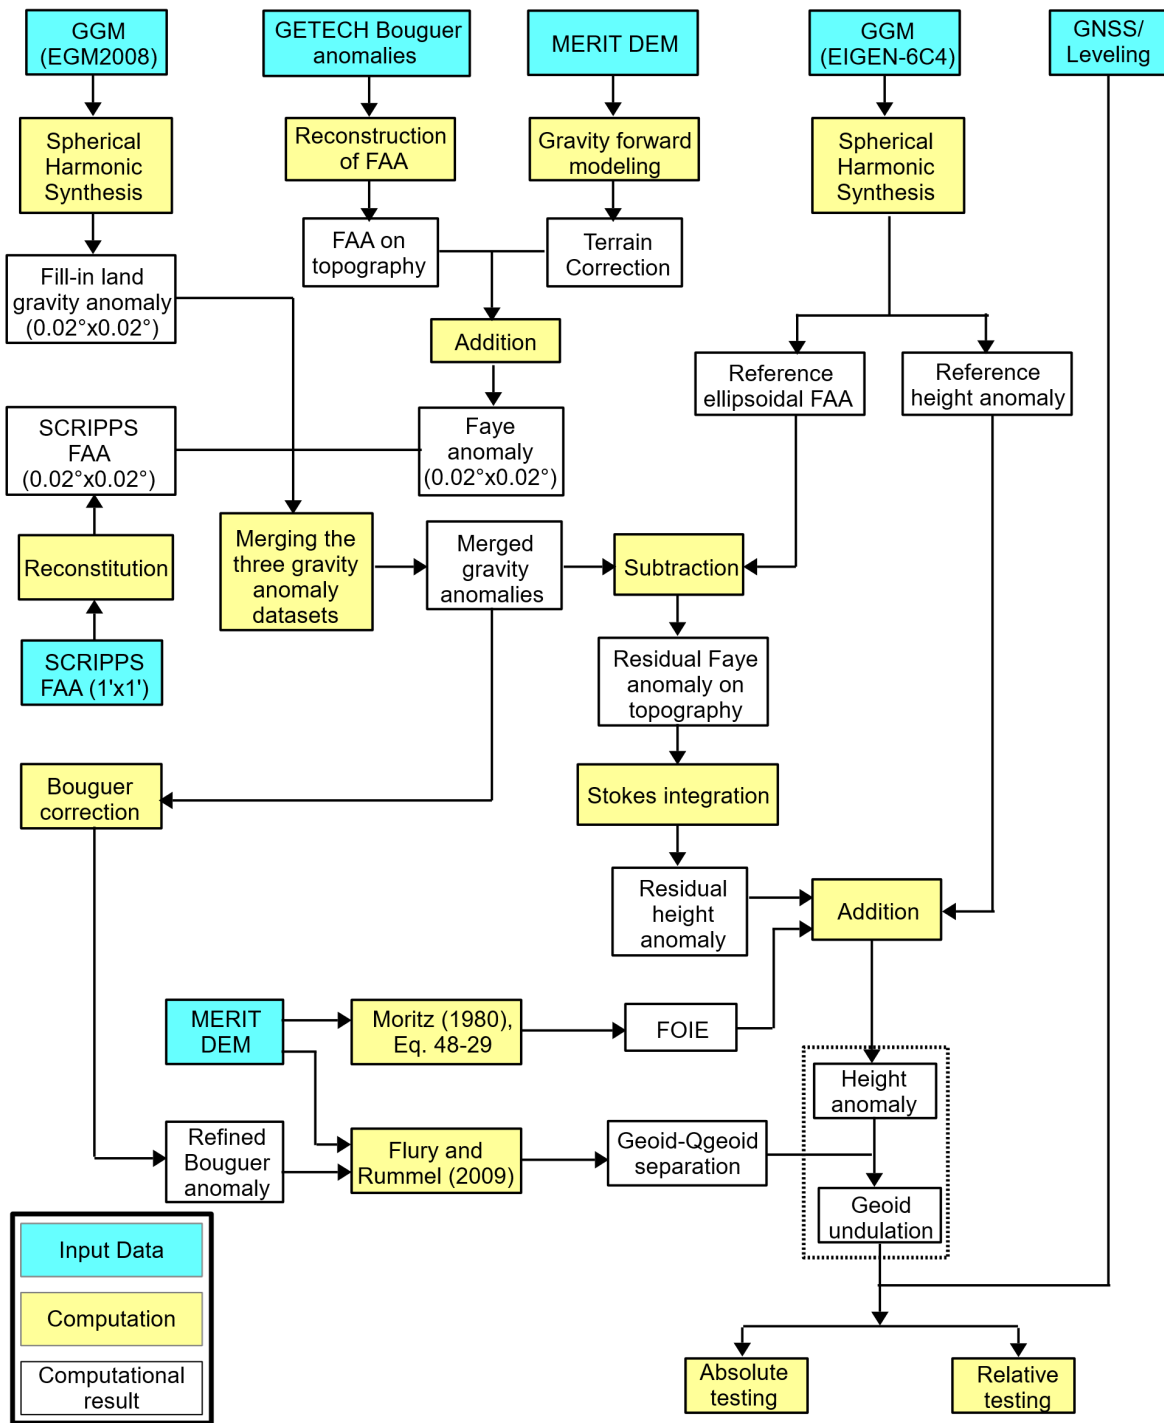 GGM
(EGM2008)
GETECH Bouguer
anomalies
MERIT DEM
GGM
(EIGEN-6C4)
GNSS/
Leveling
Spherical
Harmonic
Synthesis
Reconstruction
of FAA
Gravity forward
modeling
Spherical
Harmonic
Synthesis
Fill-in land
gravity anomaly
(0.02°x0.02°)
FAA on
topography
Terrain
Correction
Addition
Reference
ellipsoidal FAA
Reference
height anomaly
SCRIPPS
FAA
(0.02°x0.02°)
Faye
anomaly
(0.02°x0.02°)
Reconstitution
Merging the
three gravity
anomaly
datasets
Merged
gravity
anomalies
Subtraction
SCRIPPS
FAA (1'x1')
Residual Faye
anomaly on
topography
Bouguer
correction
Stokes integration
Residual
height
anomaly
Addition
MERIT
DEM
Moritz (1980),
Eq. 48-29
FOIE
Height
anomaly
Refined
Bouguer
anomaly
Flury and
Rummel (2009)
Geoid-Qgeoid
separation
Geoid
undulation
Input Data
Computation
Computational
result
Absolute
testing
Relative
testing